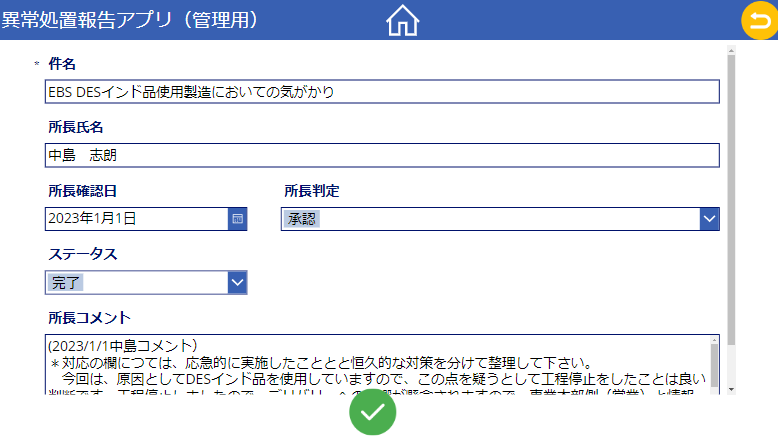 異常処置報告アプリ（管理用）
* 件名
EBS DESインド品使用製造においての気がかり
所長氏名
中島　志朗
所長確認日 所長判定
2023年1月1日 承認
ステータス
完了
所長コメント
(2023/1/1中島コメント）
＊対応の欄につては、応急的に実施したこととと恒久的な対策を分けて整理して下さい。
今回は、原因としてDESインド品を使用していますので、この点を疑うとして工程停止をしたことは良い